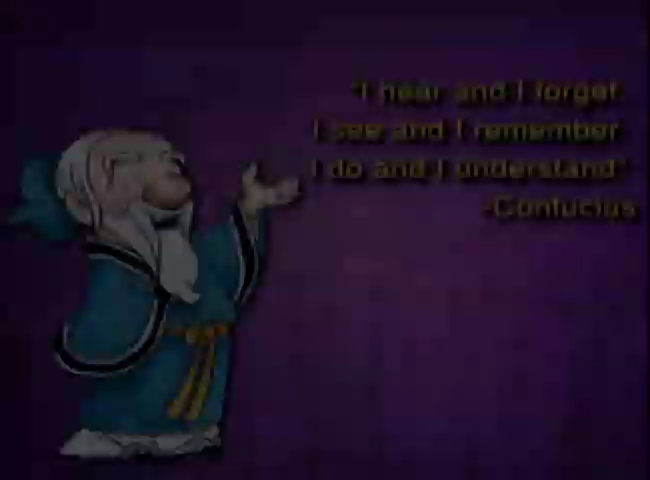 "I hear and I forget
I see and I remember
I do and I understand"
-Confucius